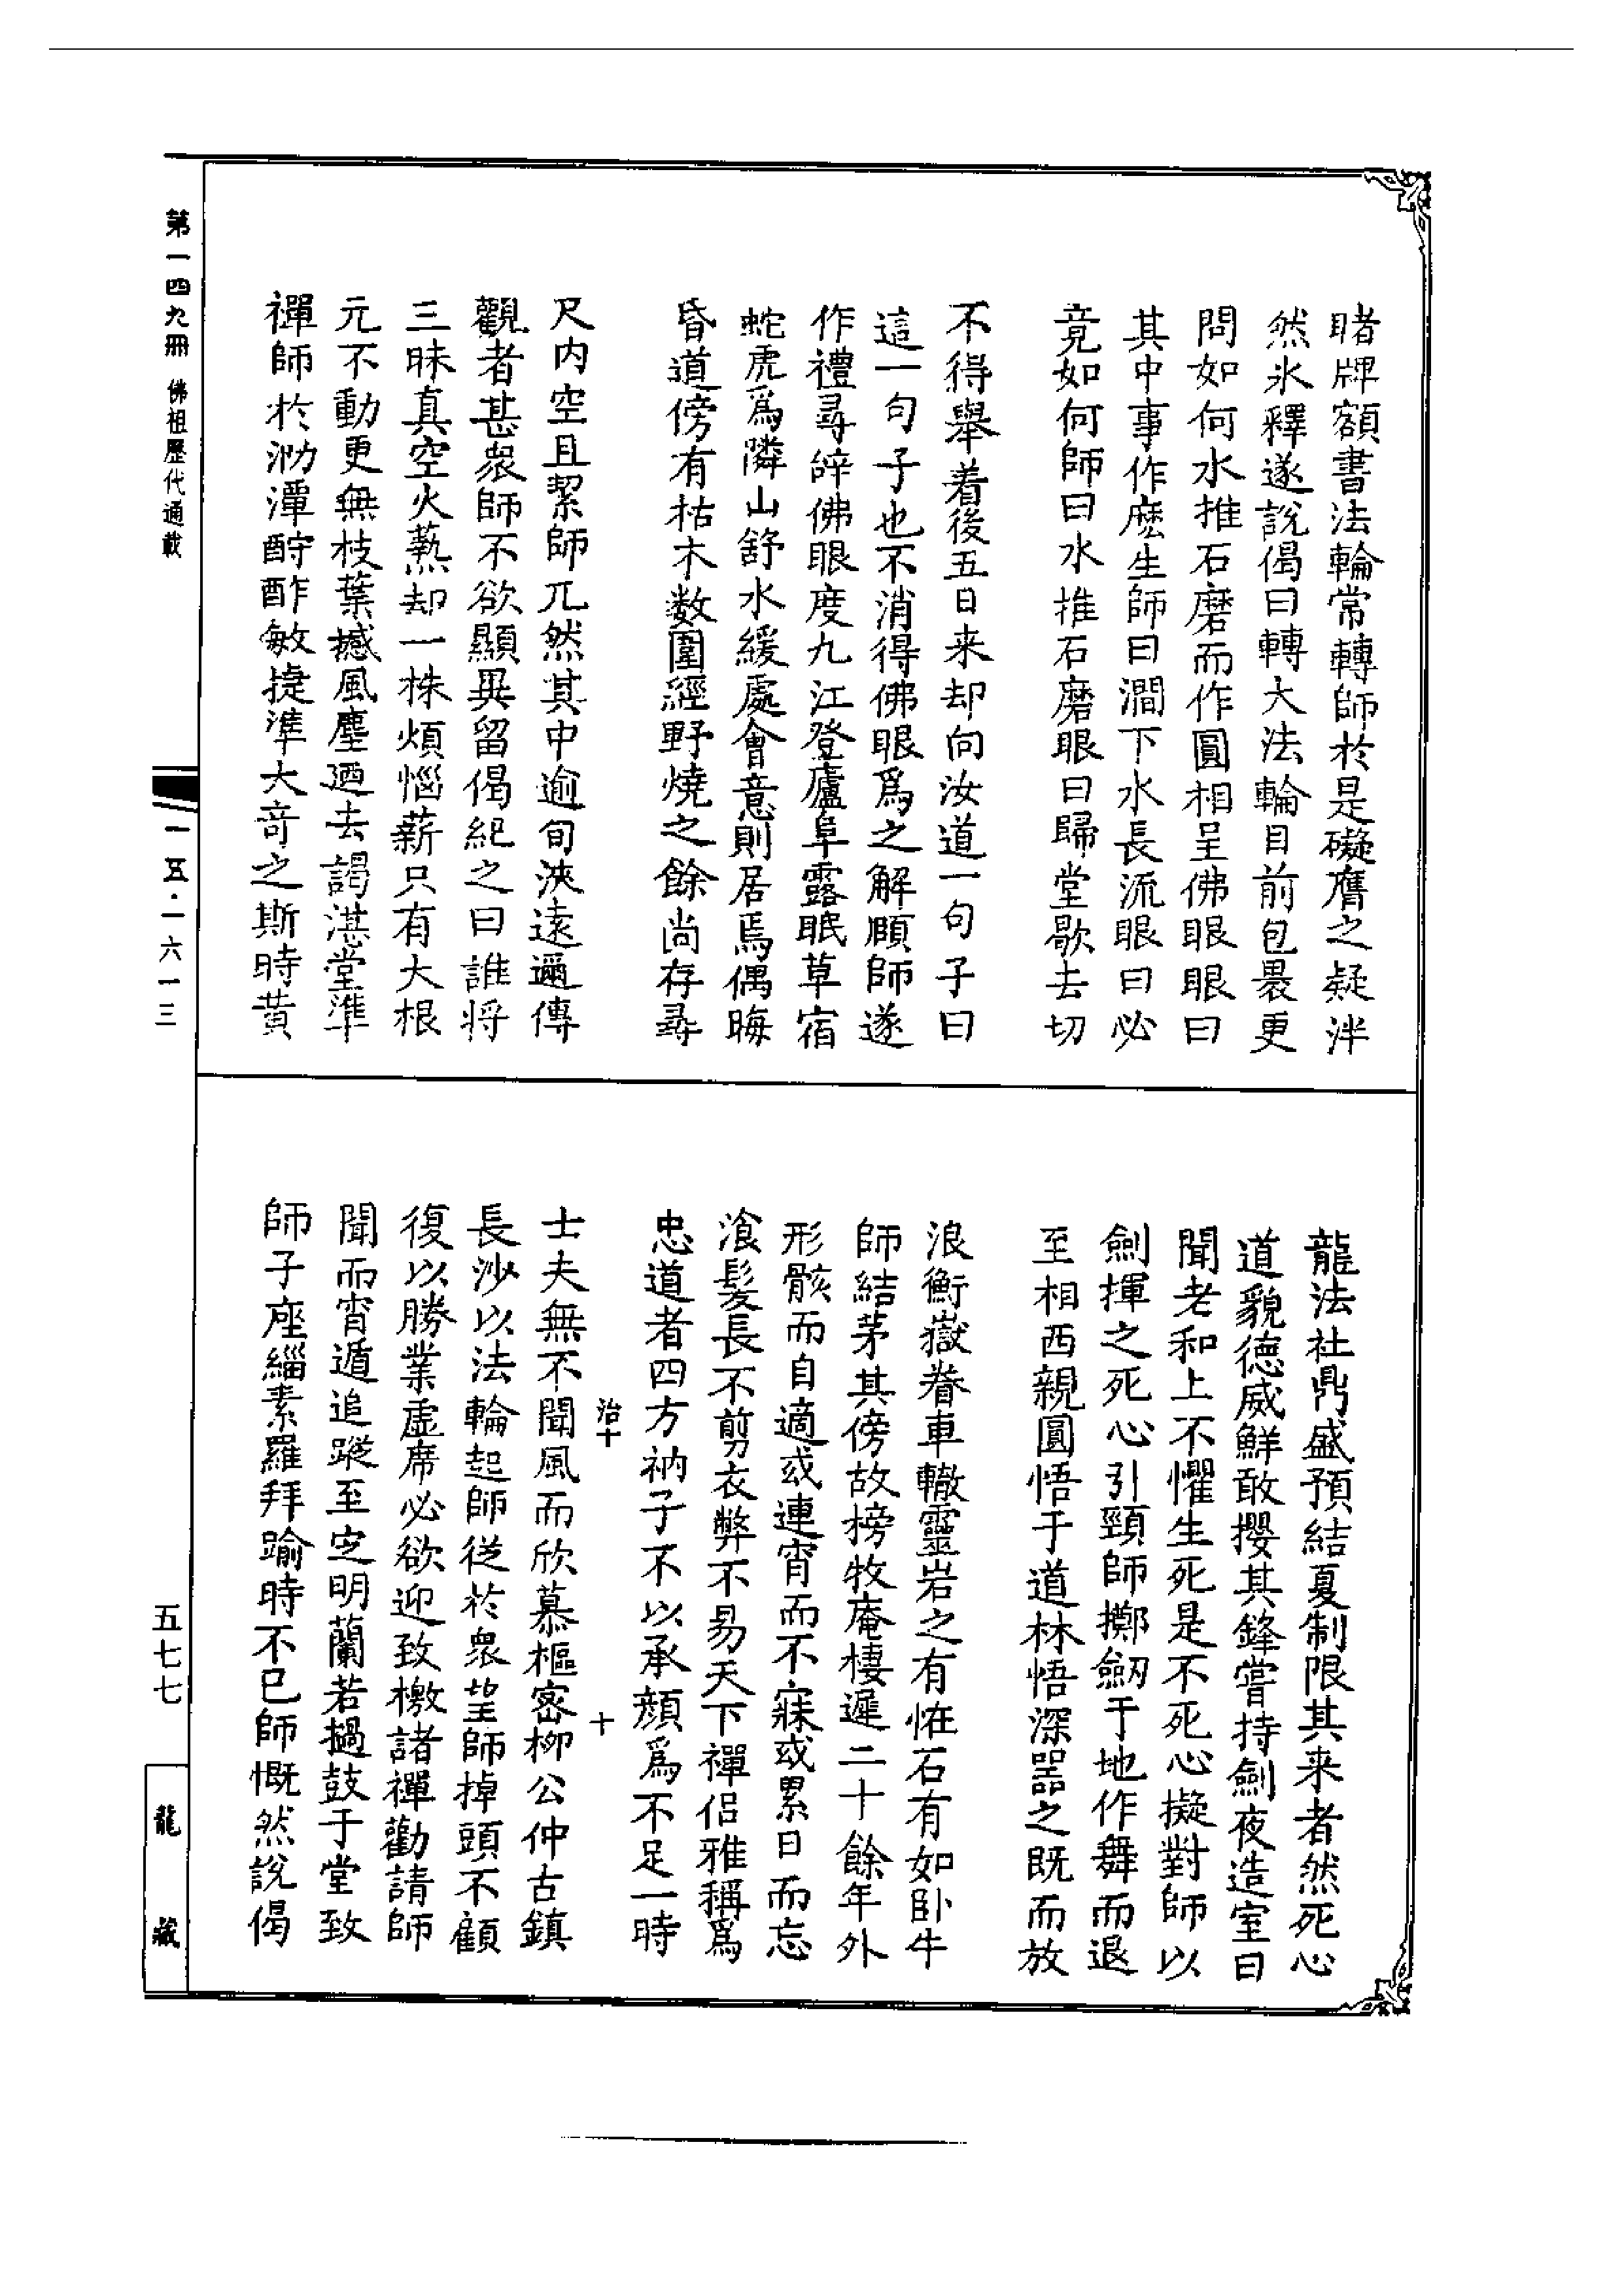 睹牌額書法輪常轉師於是礙膺之疑泮
然氷釋遂說偈曰轉大法輪目前包褁更
問如何水推石磨而作圓相呈佛眼眼曰
其中事作麽生師曰澗下水長流眼曰必
竟如何師曰水推石磨眼曰歸堂歇去切
不得舉着後五日来却向汝道一句子曰
這一句子也不消得佛眼爲之解頤師遂
作禮尋辝佛眼度九江登廬阜露眠草宿
蛇虎爲隣山舒水緩處會意則居焉偶晦
昏道傍有枯木数圍經野燒之餘尚存尋
尺内空且絜師兀然其中逾旬浹遠邇傳
觀者甚衆師不欲顯異留偈紀之曰誰将
三昧真空火爇却一株煩惱薪只有大根
元不動更無枝葉撼風塵廼去謁湛堂準
禪師於泐潭酧酢敏捷準大竒之斯時黄
龍法社鼎盛預結夏制限其来者然死心
道貌德威鮮敢攖其鋒嘗持劍夜造室曰
聞老和上不懼生死是不死心擬對師以
劍揮之死心引頸師擲劒于地作舞而退
至相西親圓悟于道林悟深器之既而放
浪衡嶽眷車轍靈岩之有恠石有如卧牛
師結茅其傍故榜牧庵棲遲二十餘年外
形骸而自適或連宵而不寐或累日而忘
飡髮長不剪衣弊不易天下禪侶雅稱爲
忠道者四方衲子不以承顔爲不足一時
治十
十
士夫無不聞風而欣慕樞密柳公仲古鎮
長沙以法輪起師從於衆望師掉頭不顧
復以勝業虛席必欲迎致檄諸禪勸請師
聞而宵遁追蹤至定明蘭若撾鼓于堂致
師子座緇素羅拜踰時不已師慨然說偈
第一四九冊 佛祖歷代通載
一五·一六一三
五七七
龍藏